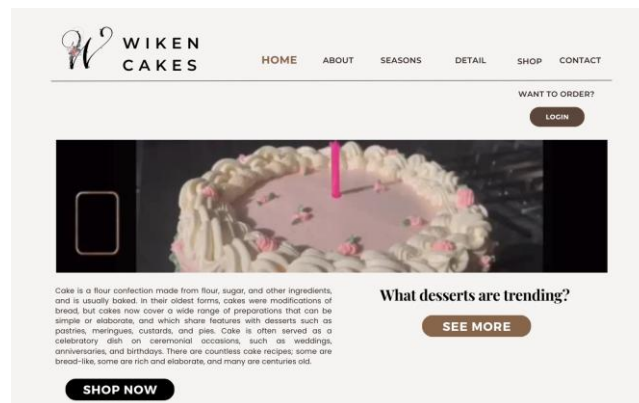 W WIKEN
CAKES
HOME ABOUT SEASONS DETAIL SHOP CONTACT
WANT TO ORDER?
LOGIN
Cake is a flour confection made from flour, sugar, and other ingredients,
and is usually baked. In their oldest forms, cakes were modifications of
bread, but cakes now cover a wide range of preparations that can be
simple or elaborate, and which share features with desserts such as
pastries, meringues, custards, and pies. Cake is often served as a
celebratory dish on ceremonial occasions, such as weddings,
anniversaries, and birthdays. There are countless cake recipes; some are
bread-like, some are rich and elaborate, and many are centuries old.
SHOP NOW
What desserts are trending?
SEE MORE